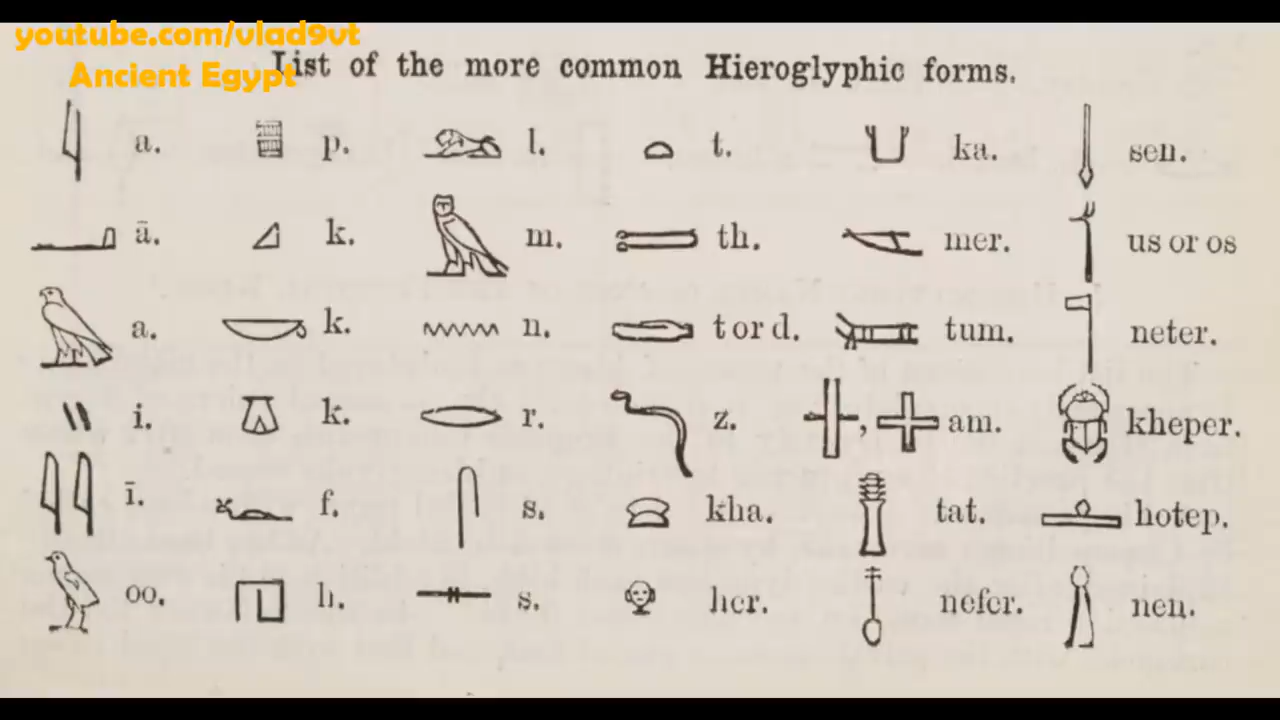 youtube.com/vlad9vt
Ancient Egypt
List of the more common Hieroglyphic forms.
a. p. l. t. ka. sen.
ā. k. m. th. mer. us or os
a. k. n. t or d. tum. neter.
i. k. r. z. , am. kheper.
ī. f. s. kha. tat. hotep.
oo. h. s. her. nefer. nen.